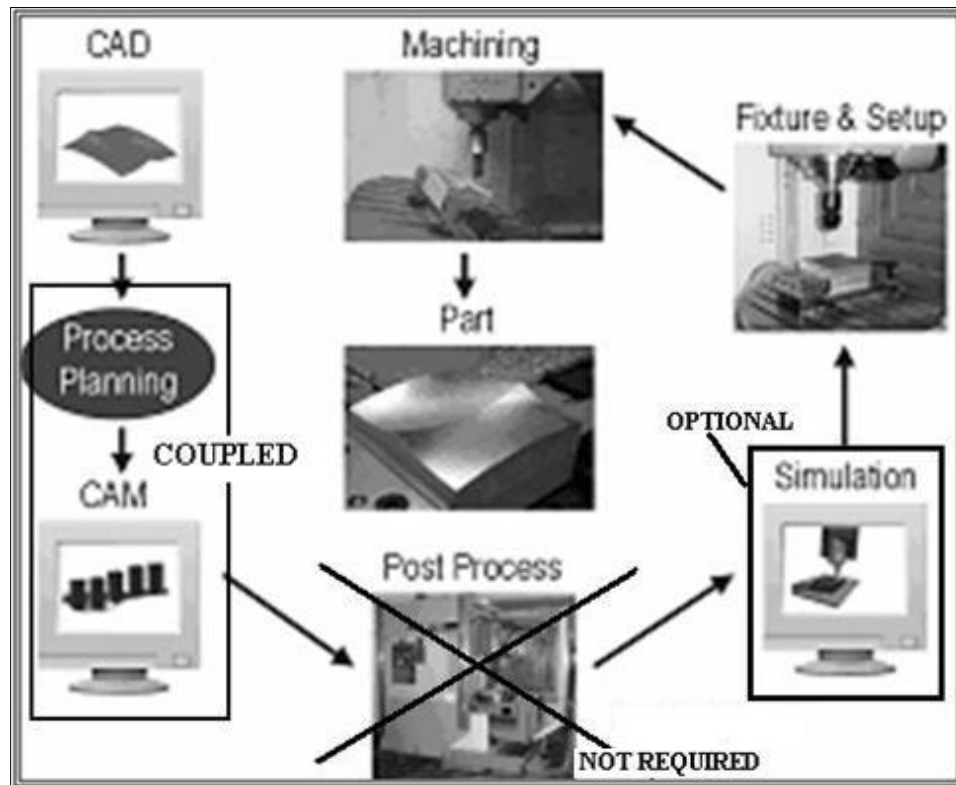 CAD
Machining
Fixture & Setup
Process
Planning
Part
COUPLED
OPTIONAL
CAM
Simulation
Post Process
NOT REQUIRED